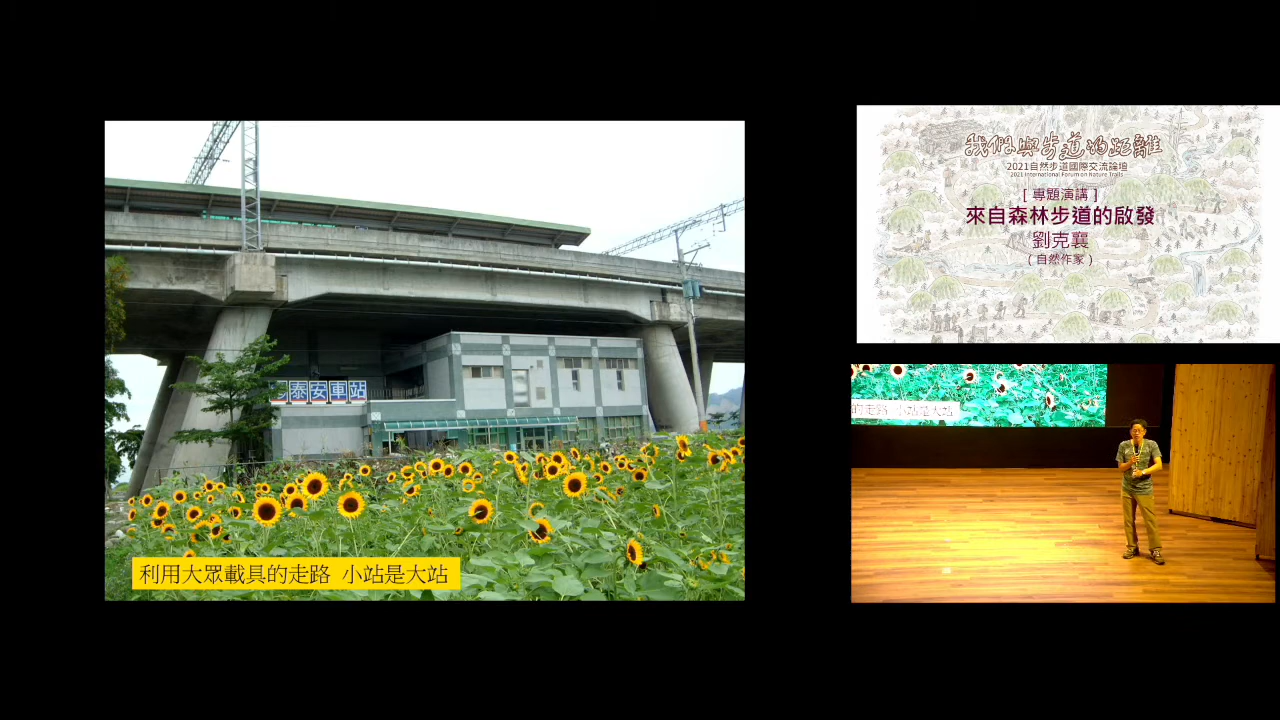 泰安車站
利用大眾載具的走路 小站是大站
我們與步道的距離
2021自然步道國際交流論壇
2021 International Forum on Nature Trails
[ 專題演講 ]
來自森林步道的啟發
劉克襄
( 自然作家 )
的走路 小站是大站